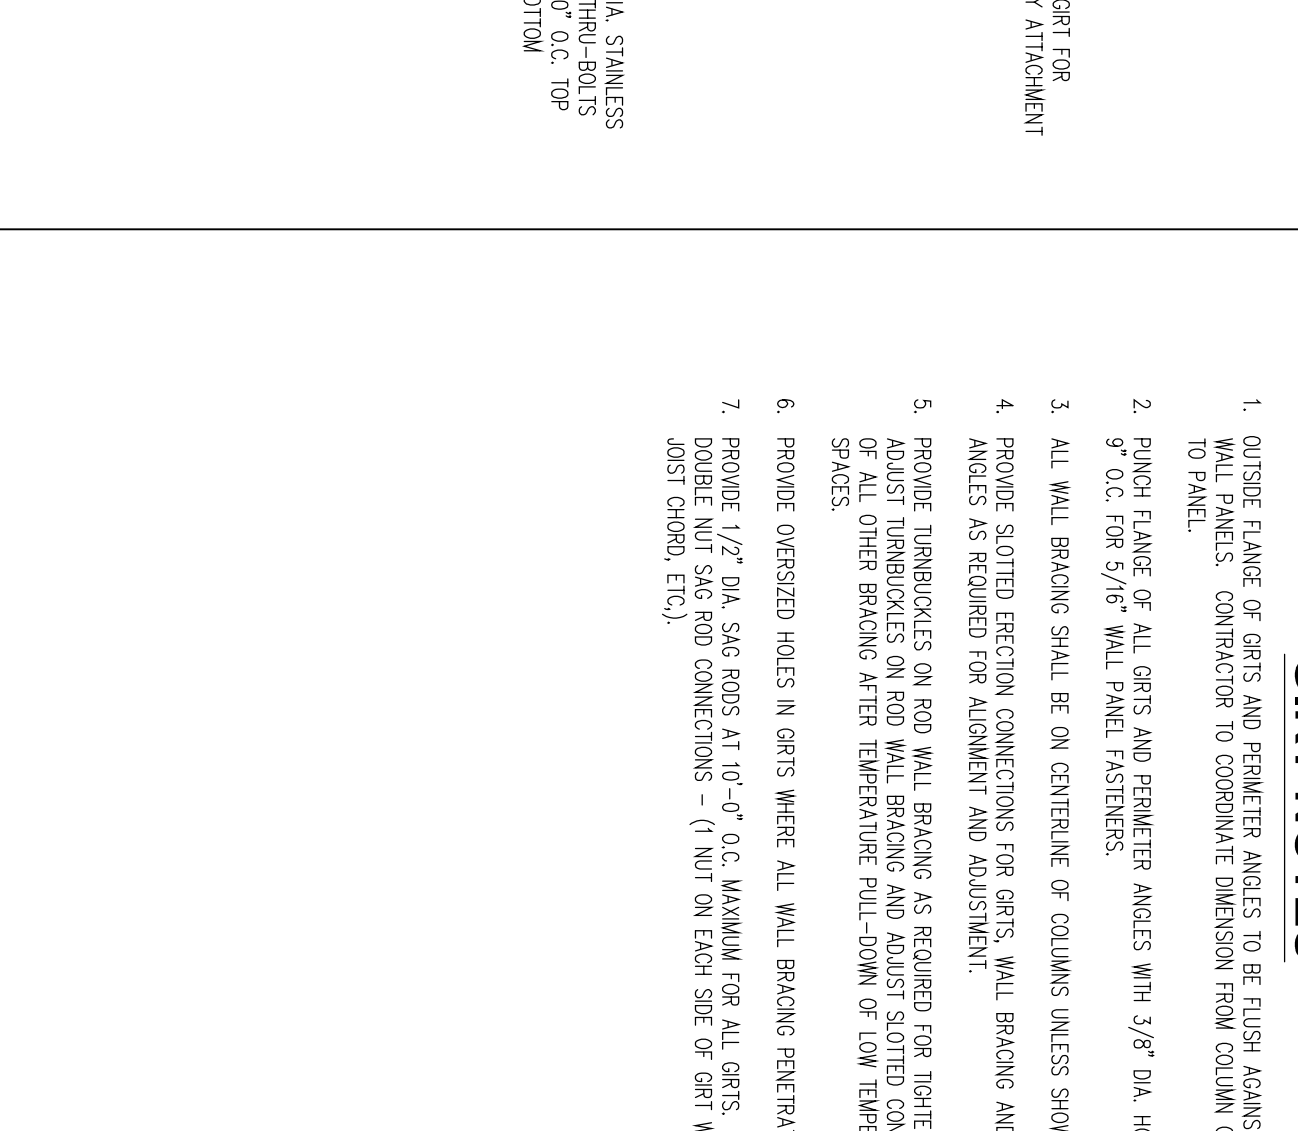 GIRT FOR
ATTACHMENT
IA. STAINLESS
THRU-BOLTS
0" O.C. TOP
OTTOM
1. OUTSIDE FLANGE OF GIRTS AND PERIMETER ANGLES TO BE FLUSH AGAINS
WALL PANELS. CONTRACTOR TO COORDINATE DIMENSION FROM COLUMN
TO PANEL.
2. PUNCH FLANGE OF ALL GIRTS AND PERIMETER ANGLES WITH 3/8" DIA. HO
9" O.C. FOR 5/16" WALL PANEL FASTENERS.
3. ALL WALL BRACING SHALL BE ON CENTERLINE OF COLUMNS UNLESS SHOW
4. PROVIDE SLOTTED ERECTION CONNECTIONS FOR GIRTS, WALL BRACING AND
ANGLES AS REQUIRED FOR ALIGNMENT AND ADJUSTMENT.
5. PROVIDE TURNBUCKLES ON ROD WALL BRACING AS REQUIRED FOR TIGHTE
ADJUST TURNBUCKLES ON ROD WALL BRACING AND ADJUST SLOTTED CON
OF ALL OTHER BRACING AFTER TEMPERATURE PULL-DOWN OF LOW TEMPE
SPACES.
6. PROVIDE OVERSIZED HOLES IN GIRTS WHERE ALL WALL BRACING PENETRAT
7. PROVIDE 1/2" DIA. SAG RODS AT 10'-0" O.C. MAXIMUM FOR ALL GIRTS.
DOUBLE NUT SAG ROD CONNECTIONS - (1 NUT ON EACH SIDE OF GIRT W
JOIST CHORD, ETC,).